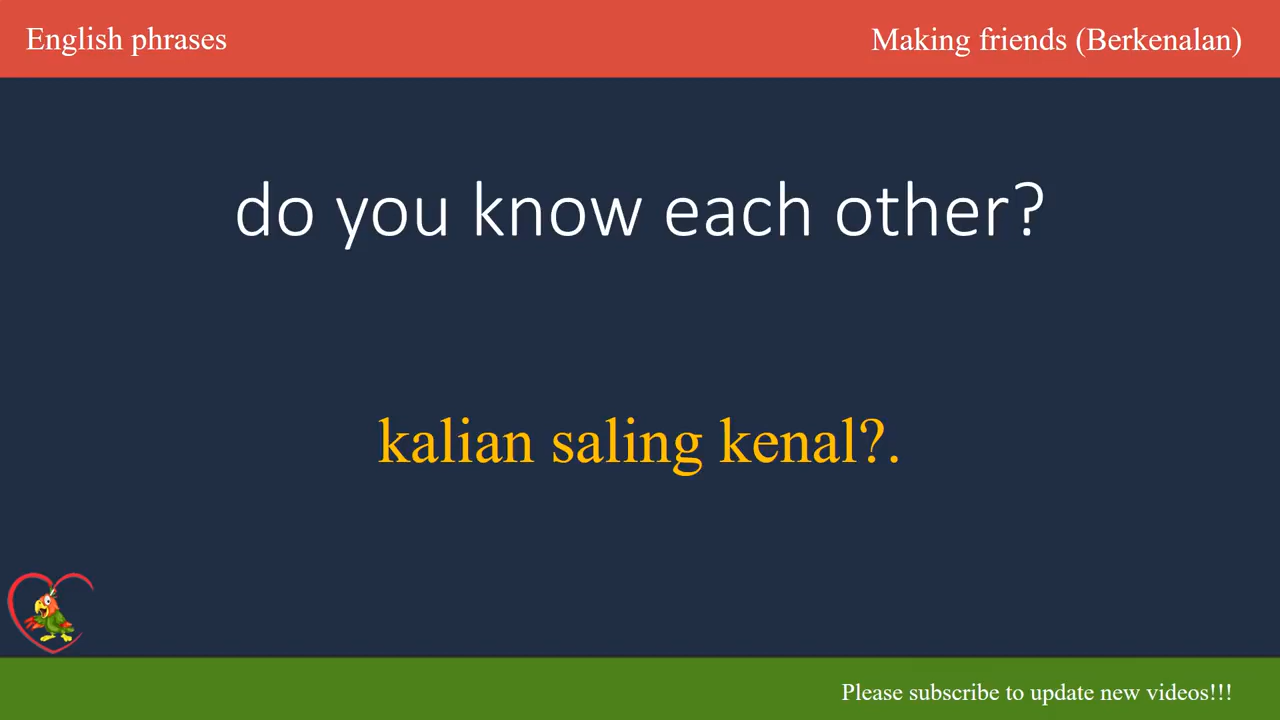 English phrases
Making friends (Berkenalan)
do you know each other?
kalian saling kenal?.
Please subscribe to update new videos!!!